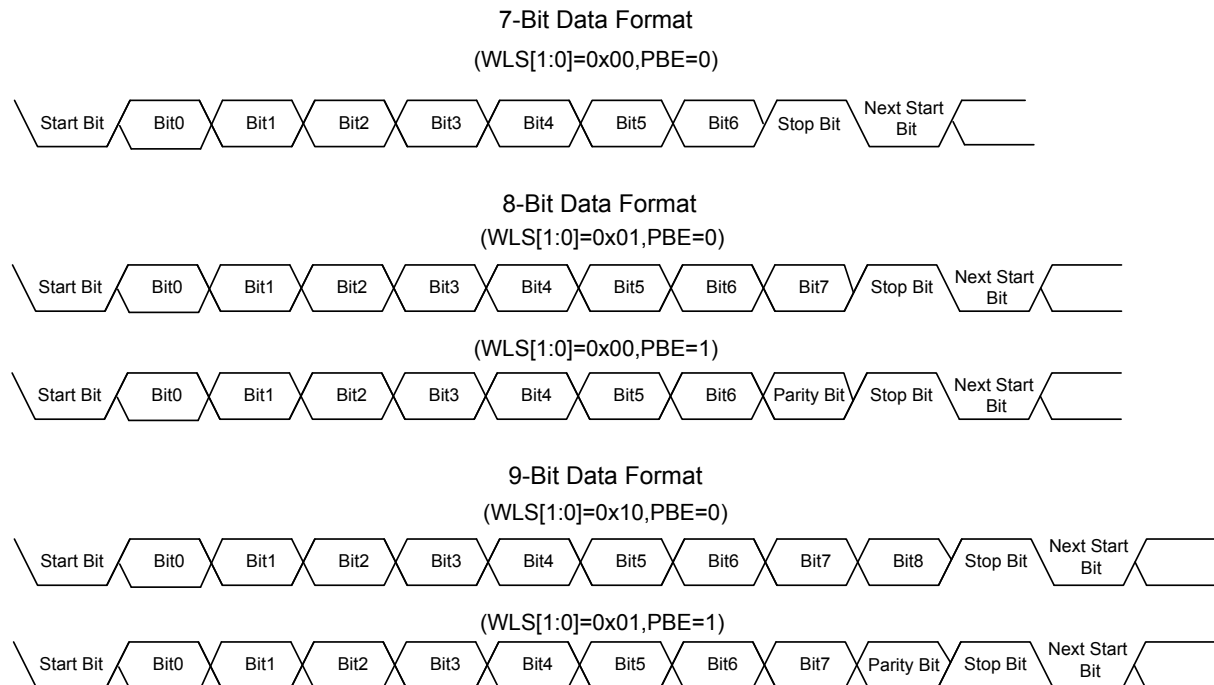 7-Bit Data Format
(WLS[1:0]=0x00,PBE=0)
Start Bit Bit0 Bit1 Bit2 Bit3 Bit4 Bit5 Bit6 Stop Bit Next Start Bit
8-Bit Data Format
(WLS[1:0]=0x01,PBE=0)
Start Bit Bit0 Bit1 Bit2 Bit3 Bit4 Bit5 Bit6 Bit7 Stop Bit Next Start Bit
(WLS[1:0]=0x00,PBE=1)
Start Bit Bit0 Bit1 Bit2 Bit3 Bit4 Bit5 Bit6 Parity Bit Stop Bit Next Start Bit
9-Bit Data Format
(WLS[1:0]=0x10,PBE=0)
Start Bit Bit0 Bit1 Bit2 Bit3 Bit4 Bit5 Bit6 Bit7 Bit8 Stop Bit Next Start Bit
(WLS[1:0]=0x01,PBE=1)
Start Bit Bit0 Bit1 Bit2 Bit3 Bit4 Bit5 Bit6 Bit7 Parity Bit Stop Bit Next Start Bit